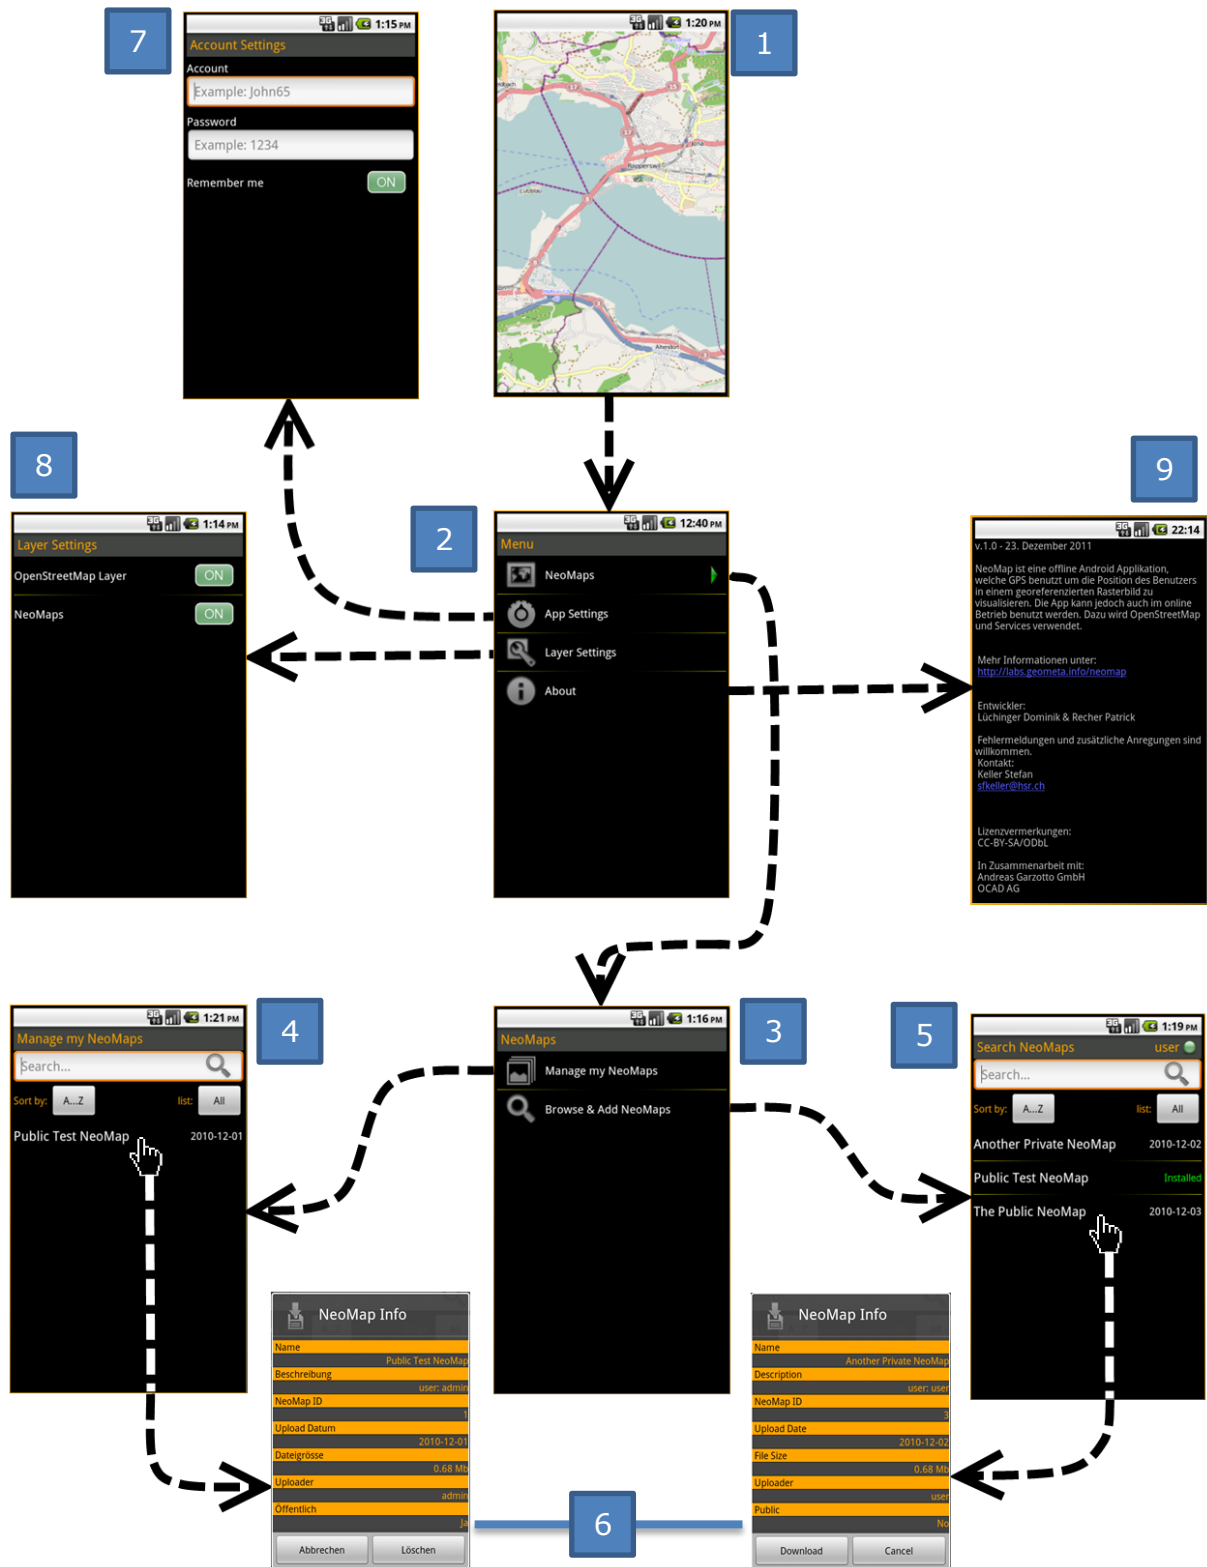 7
1:15 PM
Account Settings
Account
Example: John65
Password
Example: 1234
Remember me
ON
1
1:20 PM
17
15
17
Jona
Rapperswil
Altendorf
3
8
1:14 PM
Layer Settings
OpenStreetMap Layer
ON
NeoMaps
ON
2
12:40 PM
Menu
NeoMaps
App Settings
Layer Settings
About
9
22:14
v.1.0 - 23. Dezember 2011
NeoMap ist eine offline Android Applikation,
welche GPS benutzt um die Position des Benutzers
in einem georeferenzierten Rasterbild zu
visualisieren. Die App kann jedoch auch im online
Betrieb benutzt werden. Dazu wird OpenStreetMap
und Services verwendet.
Mehr Informationen unter:
http://labs.geometa.info/neomap
Entwickler:
Lüchinger Dominik & Recher Patrick
Fehlermeldungen und zusätzliche Anregungen sind
willkommen.
Kontakt:
Keller Stefan
sfkeller@hsr.ch
Lizenzvermerkungen:
CC-BY-SA/ODbL
In Zusammenarbeit mit:
Andreas Garzotto GmbH
OCAD AG
4
1:21 PM
Manage my NeoMaps
Search...
Sort by:
A...Z
list:
All
Public Test NeoMap
2010-12-01
3
1:16 PM
NeoMaps
Manage my NeoMaps
Browse & Add NeoMaps
5
1:19 PM
Search NeoMaps
user
Search...
Sort by:
A...Z
list:
All
Another Private NeoMap
2010-12-02
Public Test NeoMap
Installed
The Public NeoMap
2010-12-03
NeoMap Info
Name
Public Test NeoMap
Beschreibung
user: admin
NeoMap ID
1
Upload Datum
2010-12-01
Dateigrösse
0.68 Mb
Uploader
admin
Öffentlich
Ja
Abbrechen
Löschen
6
NeoMap Info
Name
Another Private NeoMap
Description
user: user
NeoMap ID
3
Upload Date
2010-12-02
File Size
0.68 Mb
Uploader
user
Public
No
Download
Cancel